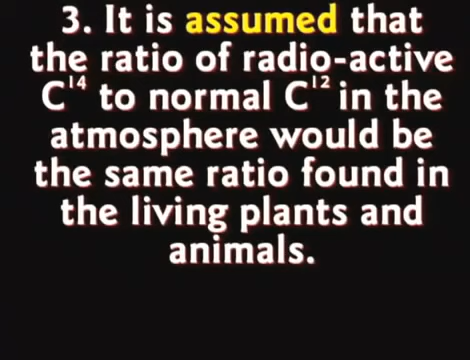 3. It is assumed that
the ratio of radio-active
C¹⁴ to normal C¹² in the
atmosphere would be
the same ratio found in
the living plants and
animals.